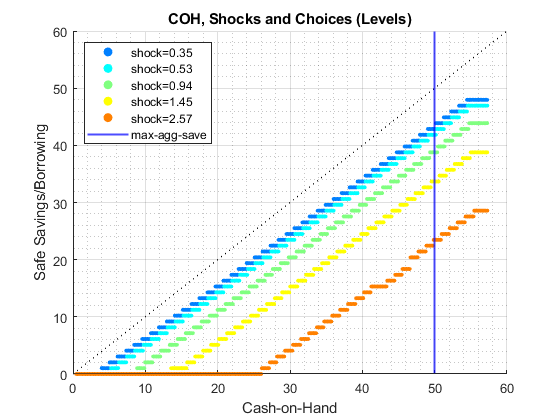 COH, Shocks and Choices (Levels)
60
50
40
30
20
10
0
Safe Savings/Borrowing
shock=0.35
shock=0.53
shock=0.94
shock=1.45
shock=2.57
max-agg-save
0 10 20 30 40 50 60
Cash-on-Hand